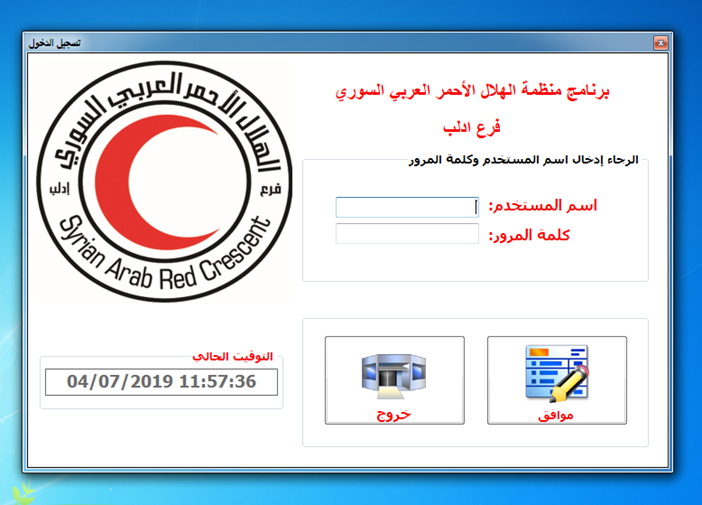 تسجيل الدخول
الهلال الأحمر العربي السوري
فرع
إدلب
Syrian Arab Red Crescent
برنامج منظمة الهلال الأحمر العربي السوري
فرع ادلب
الرجاء إدخال اسم المستخدم وكلمة المرور
اسم المستخدم:
كلمة المرور:
التوقيت الحالي
04/07/2019 11:57:36
موافق
خروج